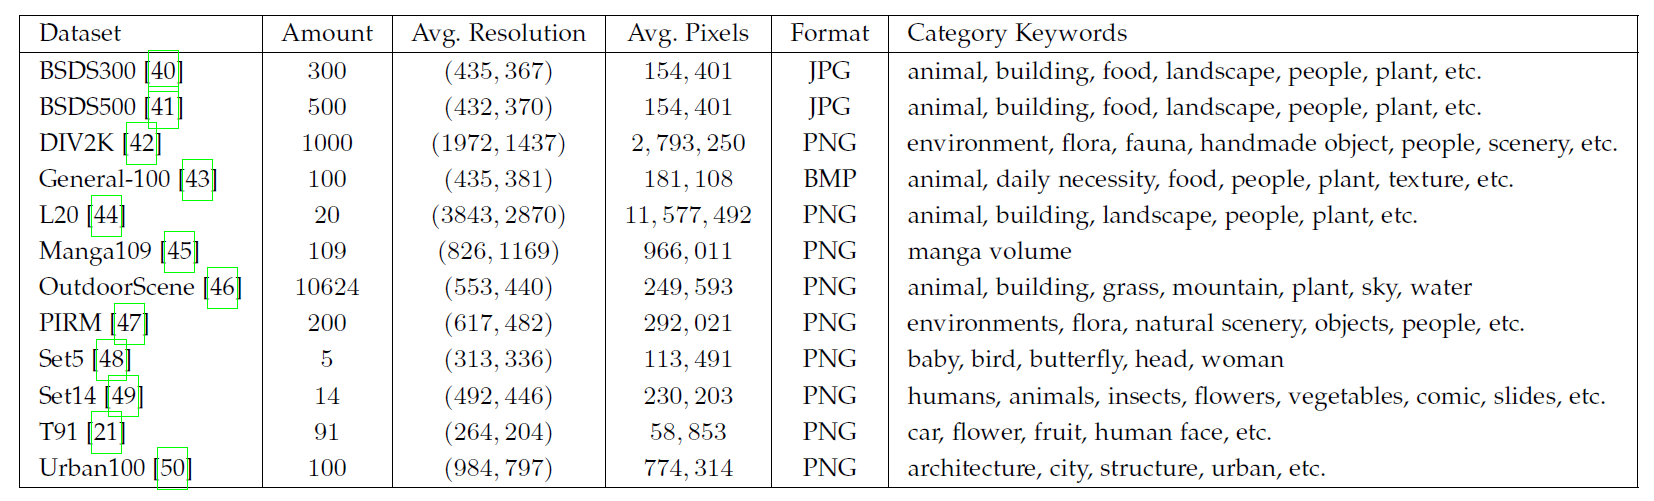 Dataset Amount Avg. Resolution Avg. Pixels Format Category Keywords
BSDS300 [40] 300 (435, 367) 154, 401 JPG animal, building, food, landscape, people, plant, etc.
BSDS500 [41] 500 (432, 370) 154, 401 JPG animal, building, food, landscape, people, plant, etc.
DIV2K [42] 1000 (1972, 1437) 2, 793, 250 PNG environment, flora, fauna, handmade object, people, scenery, etc.
General-100 [43] 100 (435, 381) 181, 108 BMP animal, daily necessity, food, people, plant, texture, etc.
L20 [44] 20 (3843, 2870) 11, 577, 492 PNG animal, building, landscape, people, plant, etc.
Manga109 [45] 109 (826, 1169) 966, 011 PNG manga volume
OutdoorScene [46] 10624 (553, 440) 249, 593 PNG animal, building, grass, mountain, plant, sky, water
PIRM [47] 200 (617, 482) 292, 021 PNG environments, flora, natural scenery, objects, people, etc.
Set5 [48] 5 (313, 336) 113, 491 PNG baby, bird, butterfly, head, woman
Set14 [49] 14 (492, 446) 230, 203 PNG humans, animals, insects, flowers, vegetables, comic, slides, etc.
T91 [21] 91 (264, 204) 58, 853 PNG car, flower, fruit, human face, etc.
Urban100 [50] 100 (984, 797) 774, 314 PNG architecture, city, structure, urban, etc.